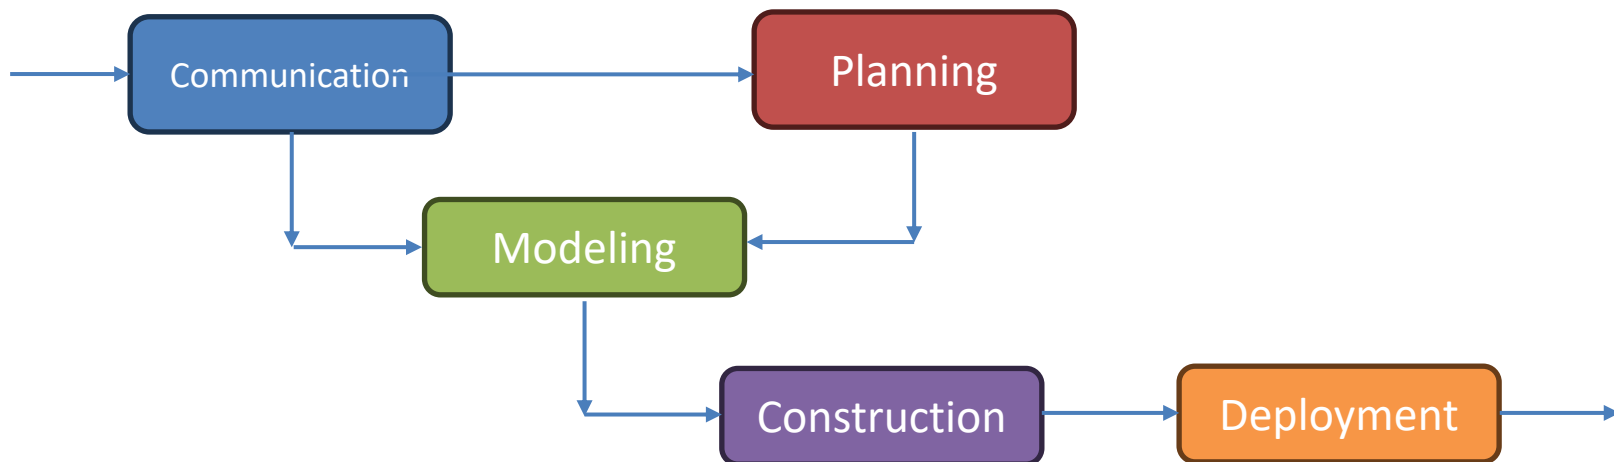 Communication
Planning
Modeling
Construction
Deployment